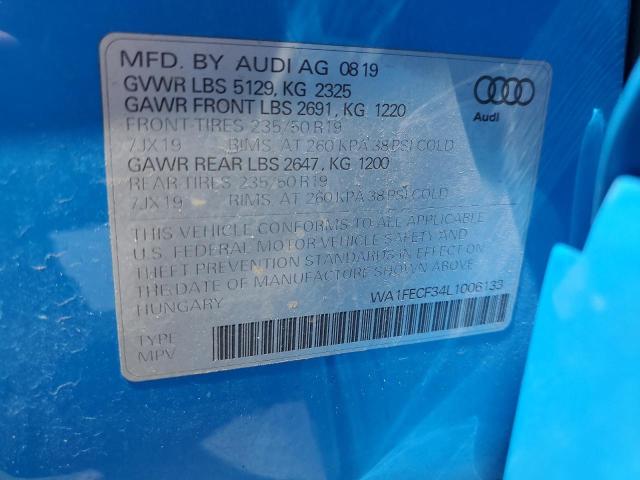 MFD. BY AUDI AG 08 19
GVWR LBS 5129, KG 2325
GAWR FRONT LBS 2691, KG 1220
FRONT-TIRES 235/50 R19
7JX19 RIMS, AT 260 KPA 38 PSI COLD
GAWR REAR LBS 2647, KG 1200
REAR-TIRES 235/50 R19
7JX19 RIMS, AT 260 KPA 38 PSI COLD
THIS VEHICLE CONFORMS TO ALL APPLICABLE
U.S. FEDERAL MOTOR VEHICLE SAFETY AND
THEFT PREVENTION STANDARDS IN EFFECT ON
THE DATE OF MANUFACTURE SHOWN ABOVE
HUNGARY
WA1FECF34L1006133
TYPE
MPV
Audi